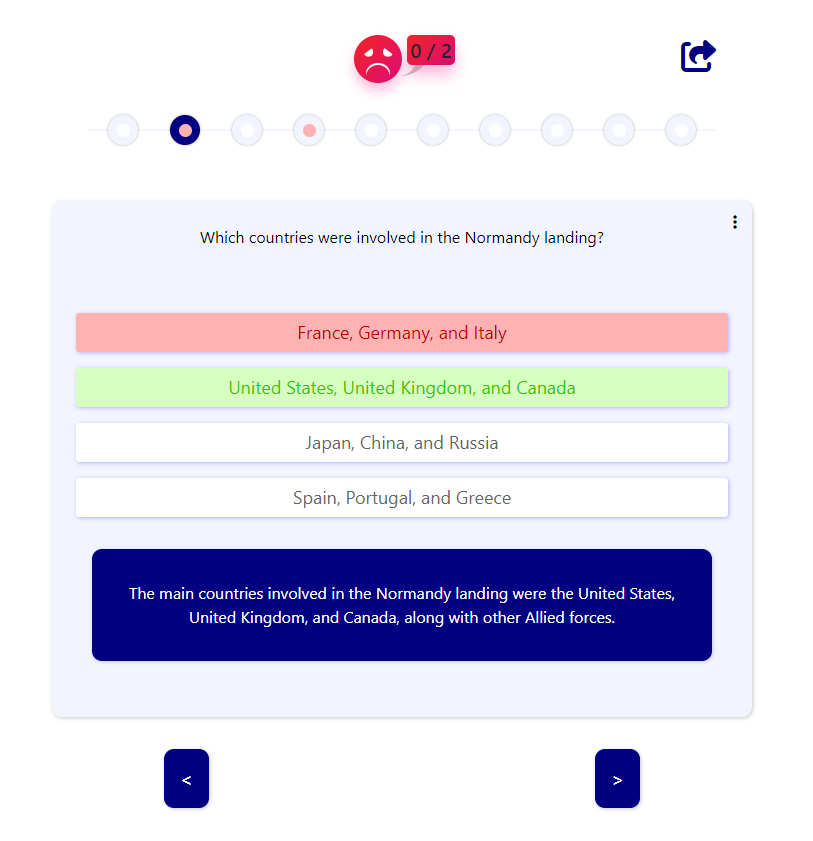 0 / 2
Which countries were involved in the Normandy landing?
France, Germany, and Italy
United States, United Kingdom, and Canada
Japan, China, and Russia
Spain, Portugal, and Greece
The main countries involved in the Normandy landing were the United States,
United Kingdom, and Canada, along with other Allied forces.
< >